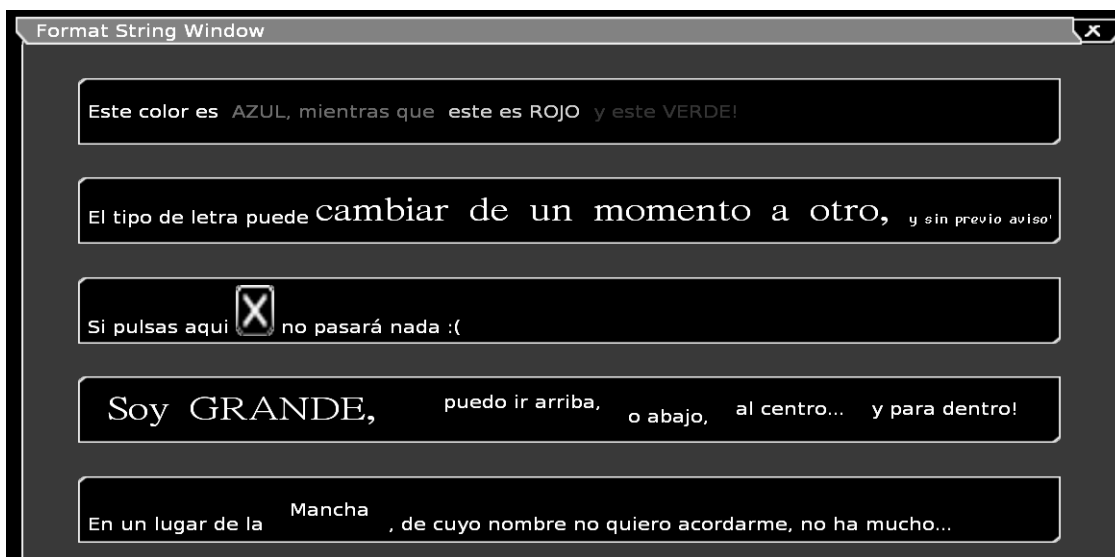 Format String Window
Este color es AZUL, mientras que este es ROJO y este VERDE!
El tipo de letra puede cambiar de un momento a otro, y sin previo aviso'
Si pulsas aqui X no pasará nada :(
Soy GRANDE, puedo ir arriba, o abajo, al centro... y para dentro!
En un lugar de la Mancha , de cuyo nombre no quiero acordarme, no ha mucho...